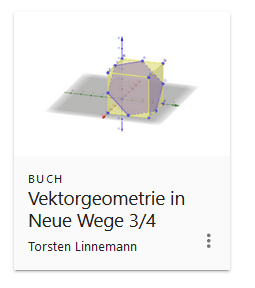 BUCH
Vektorgeometrie in
Neue Wege 3/4
Torsten Linnemann